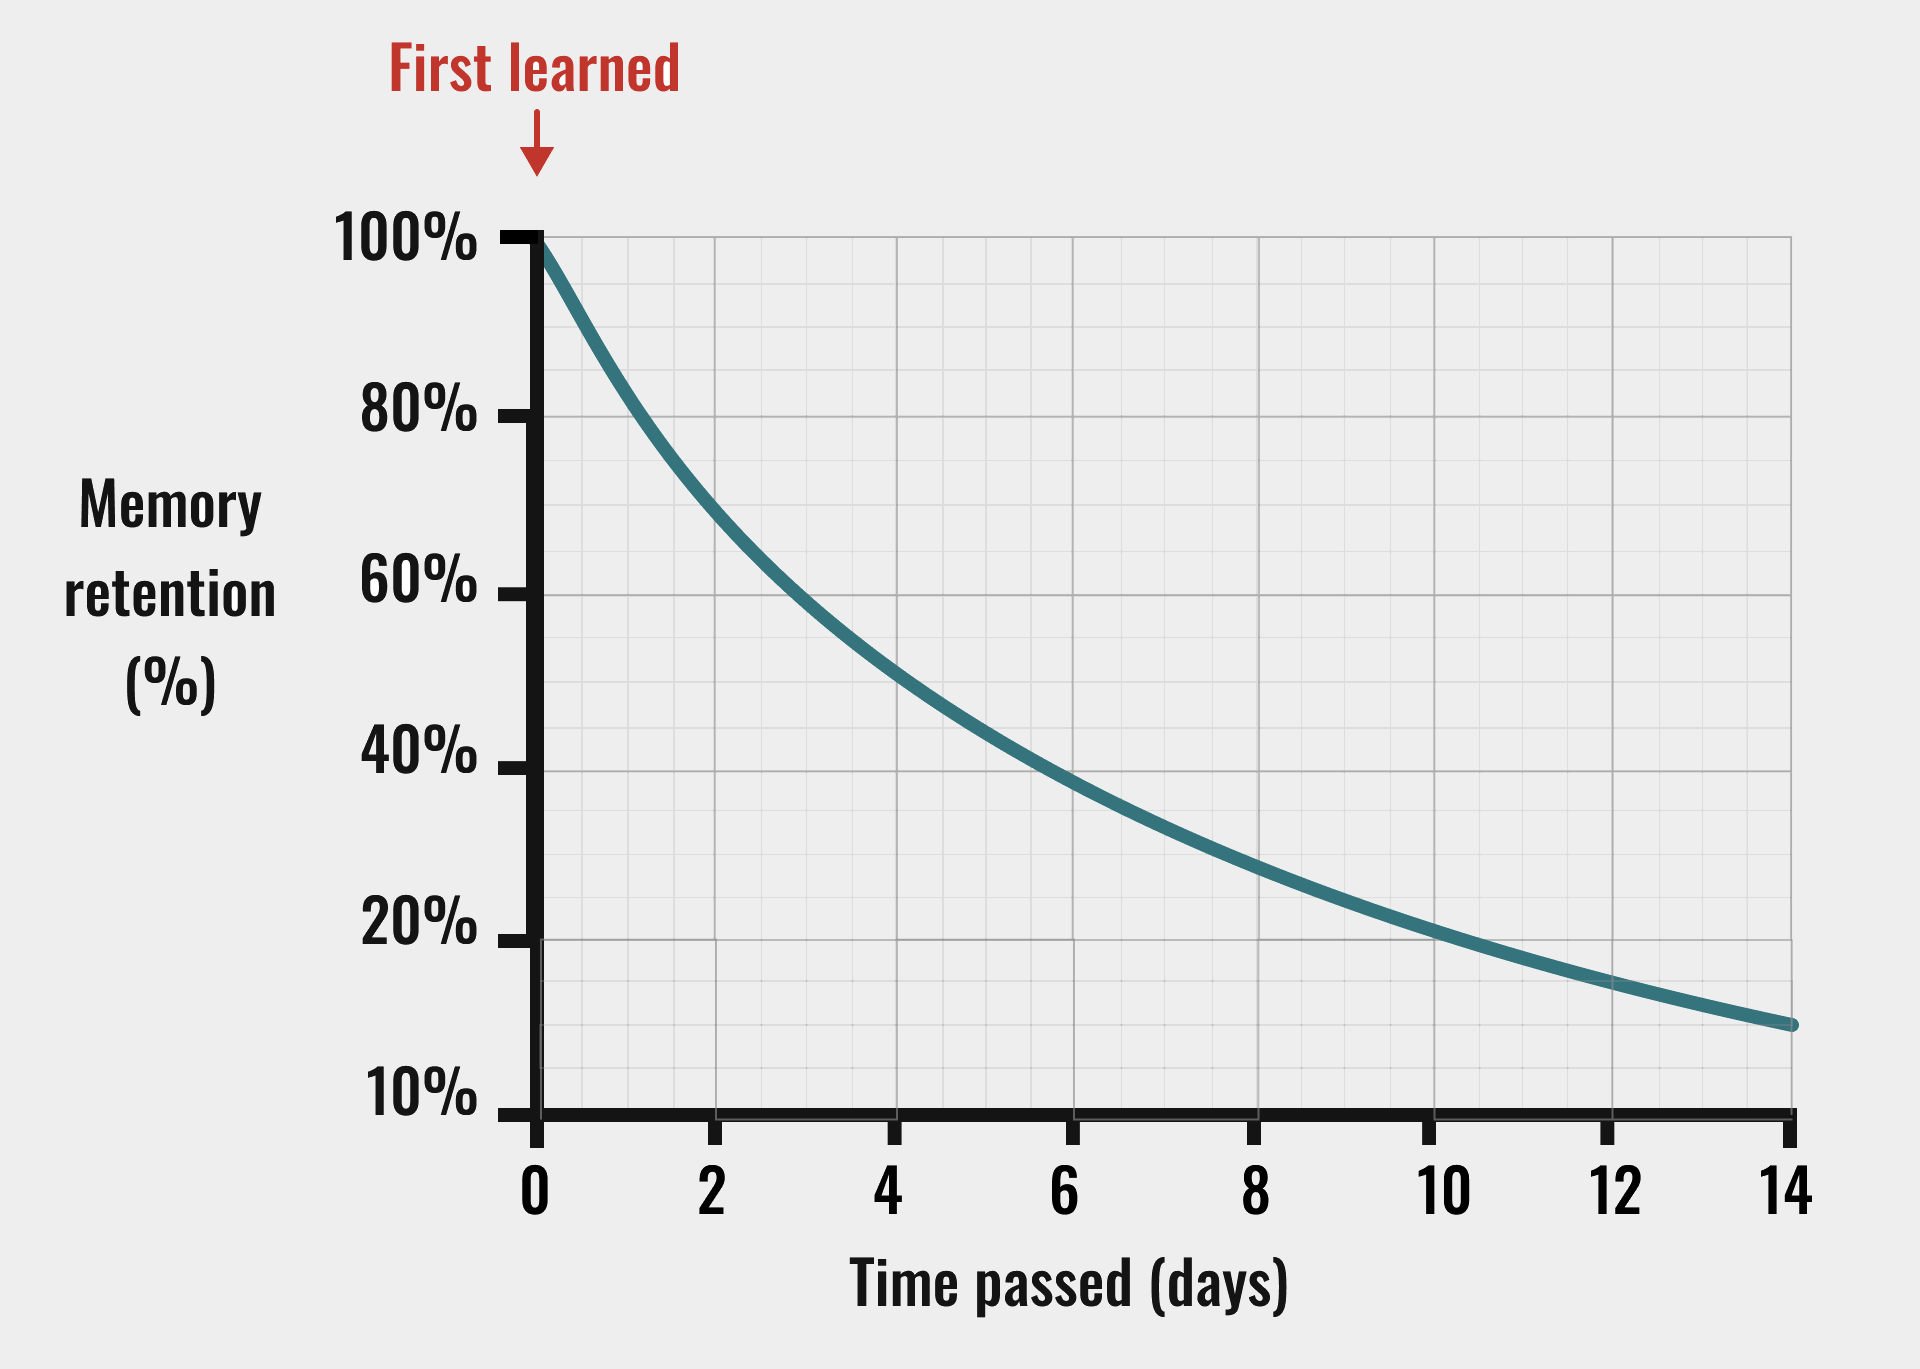 First learned
100%
80%
Memory
retention
(%)
60%
40%
20%
10%
0 2 4 6 8 10 12 14
Time passed (days)